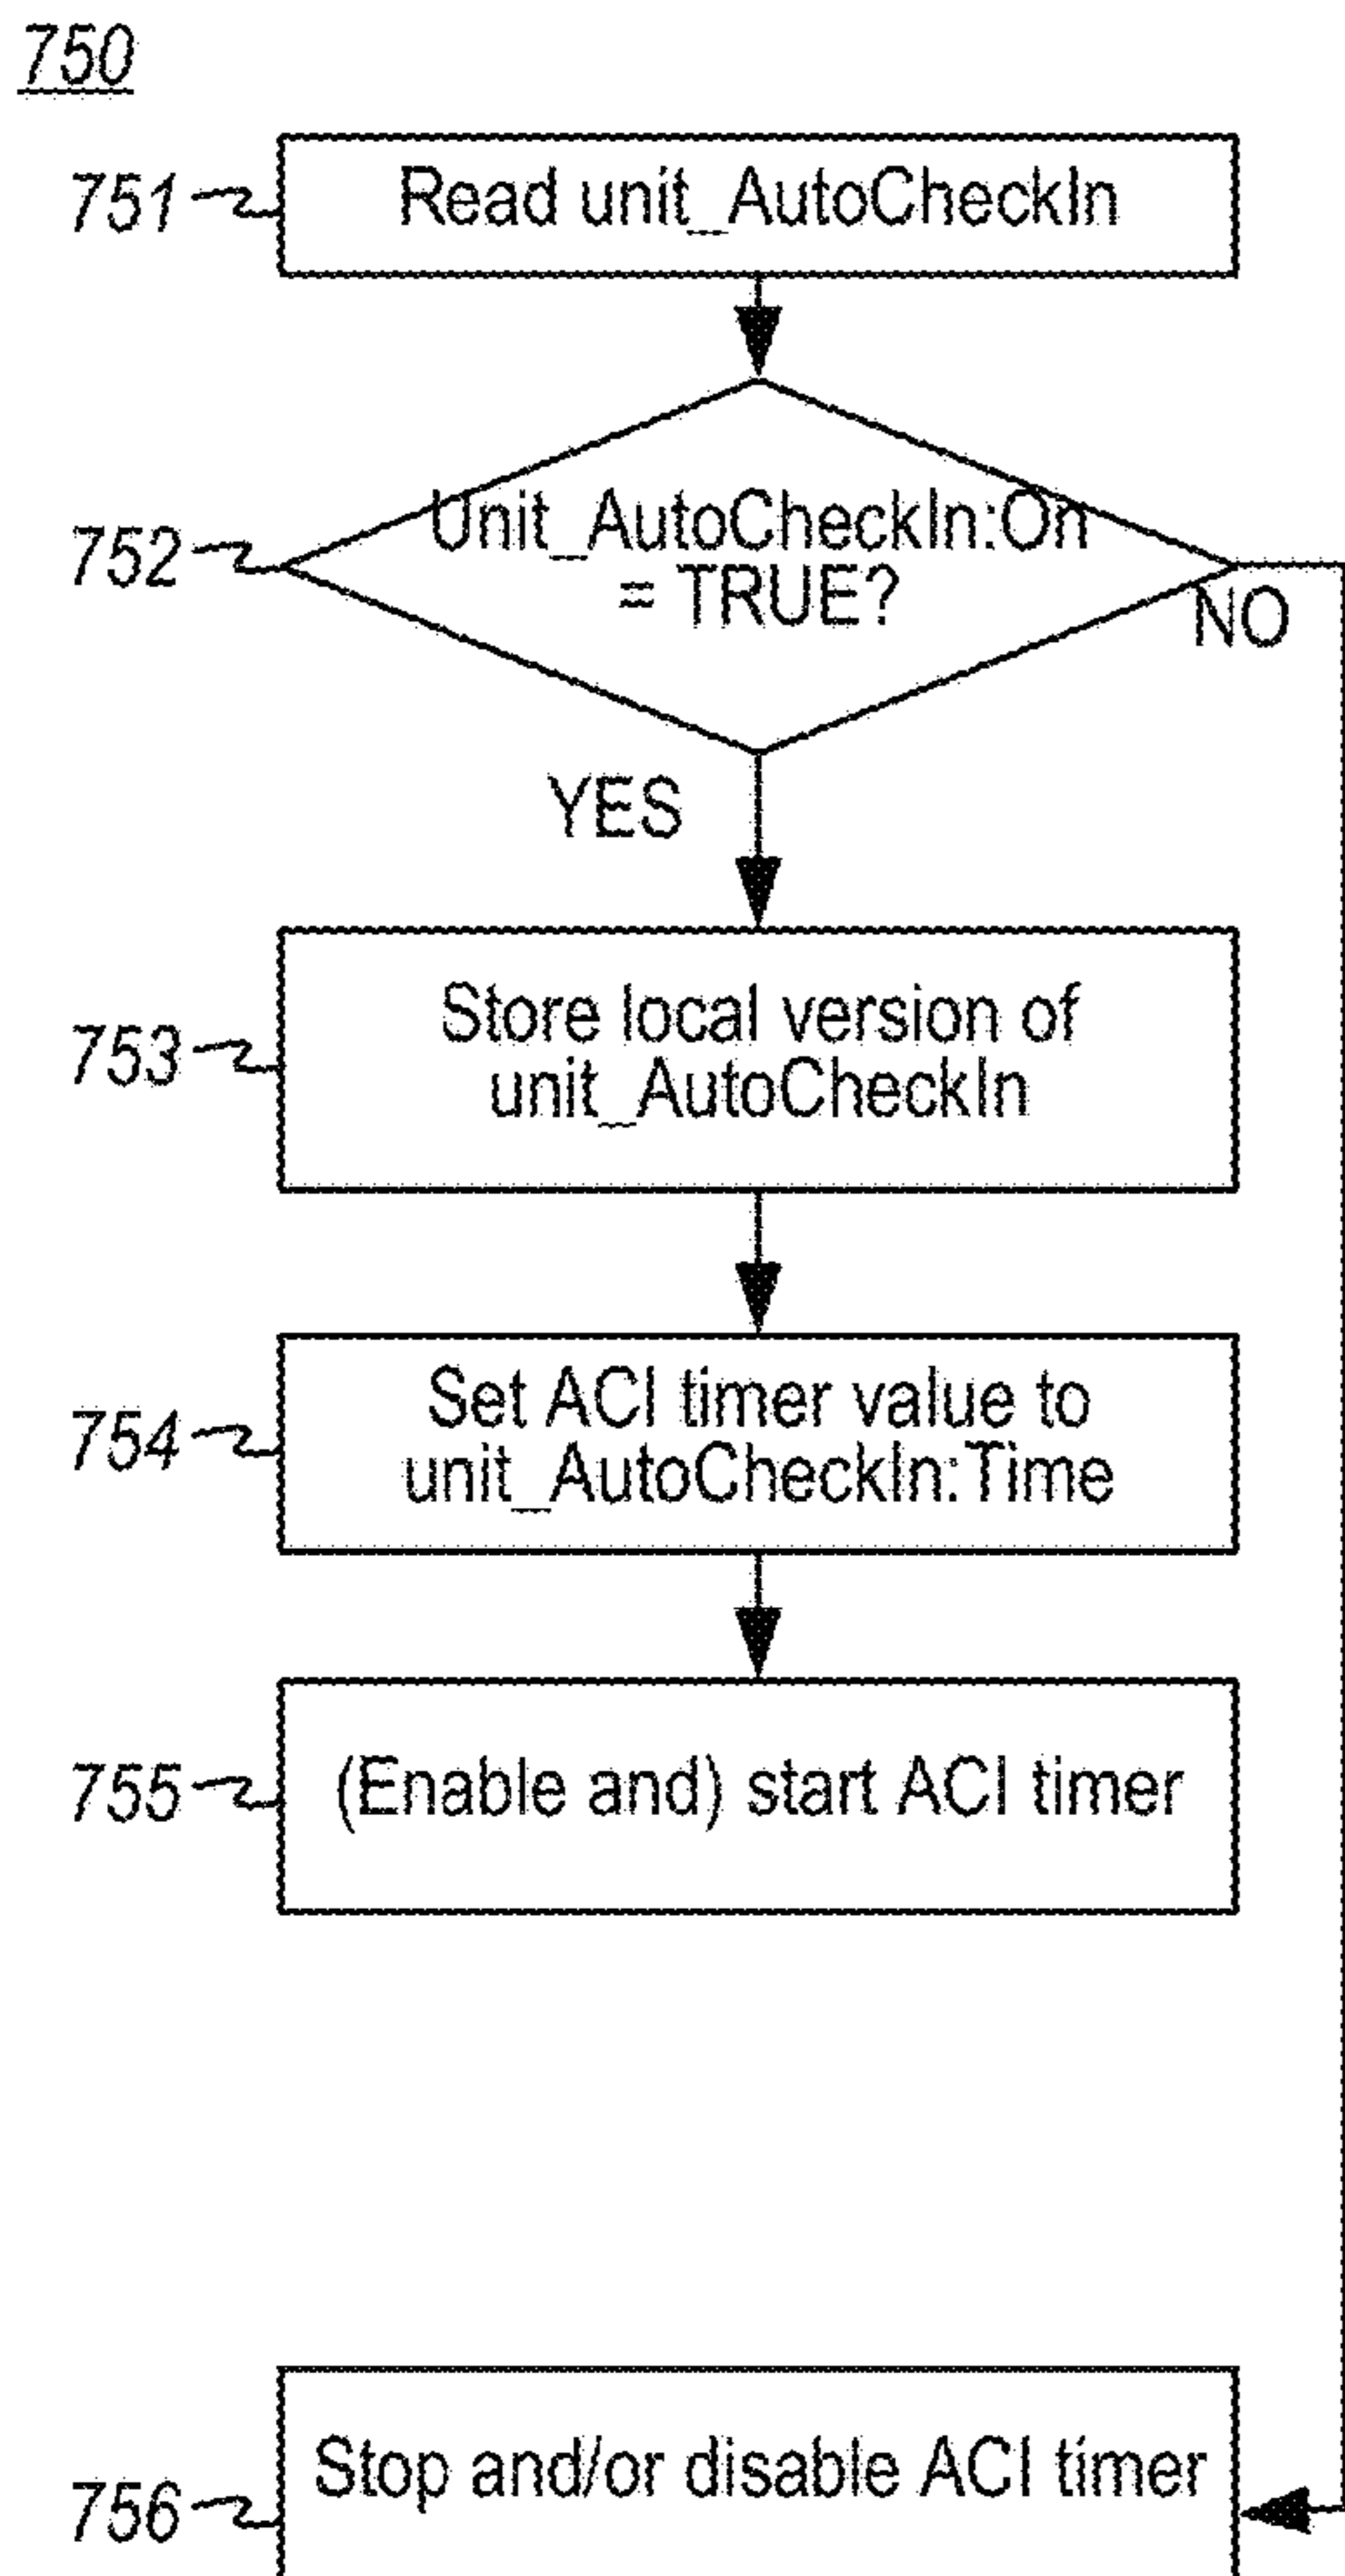 750
751
Read unit_AutoCheckIn
752
Unit_AutoCheckIn:On
= TRUE?
NO
YES
753
Store local version of
unit_AutoCheckIn
754
Set ACI timer value to
unit_AutoCheckIn:Time
755
(Enable and) start ACI timer
756
Stop and/or disable ACI timer